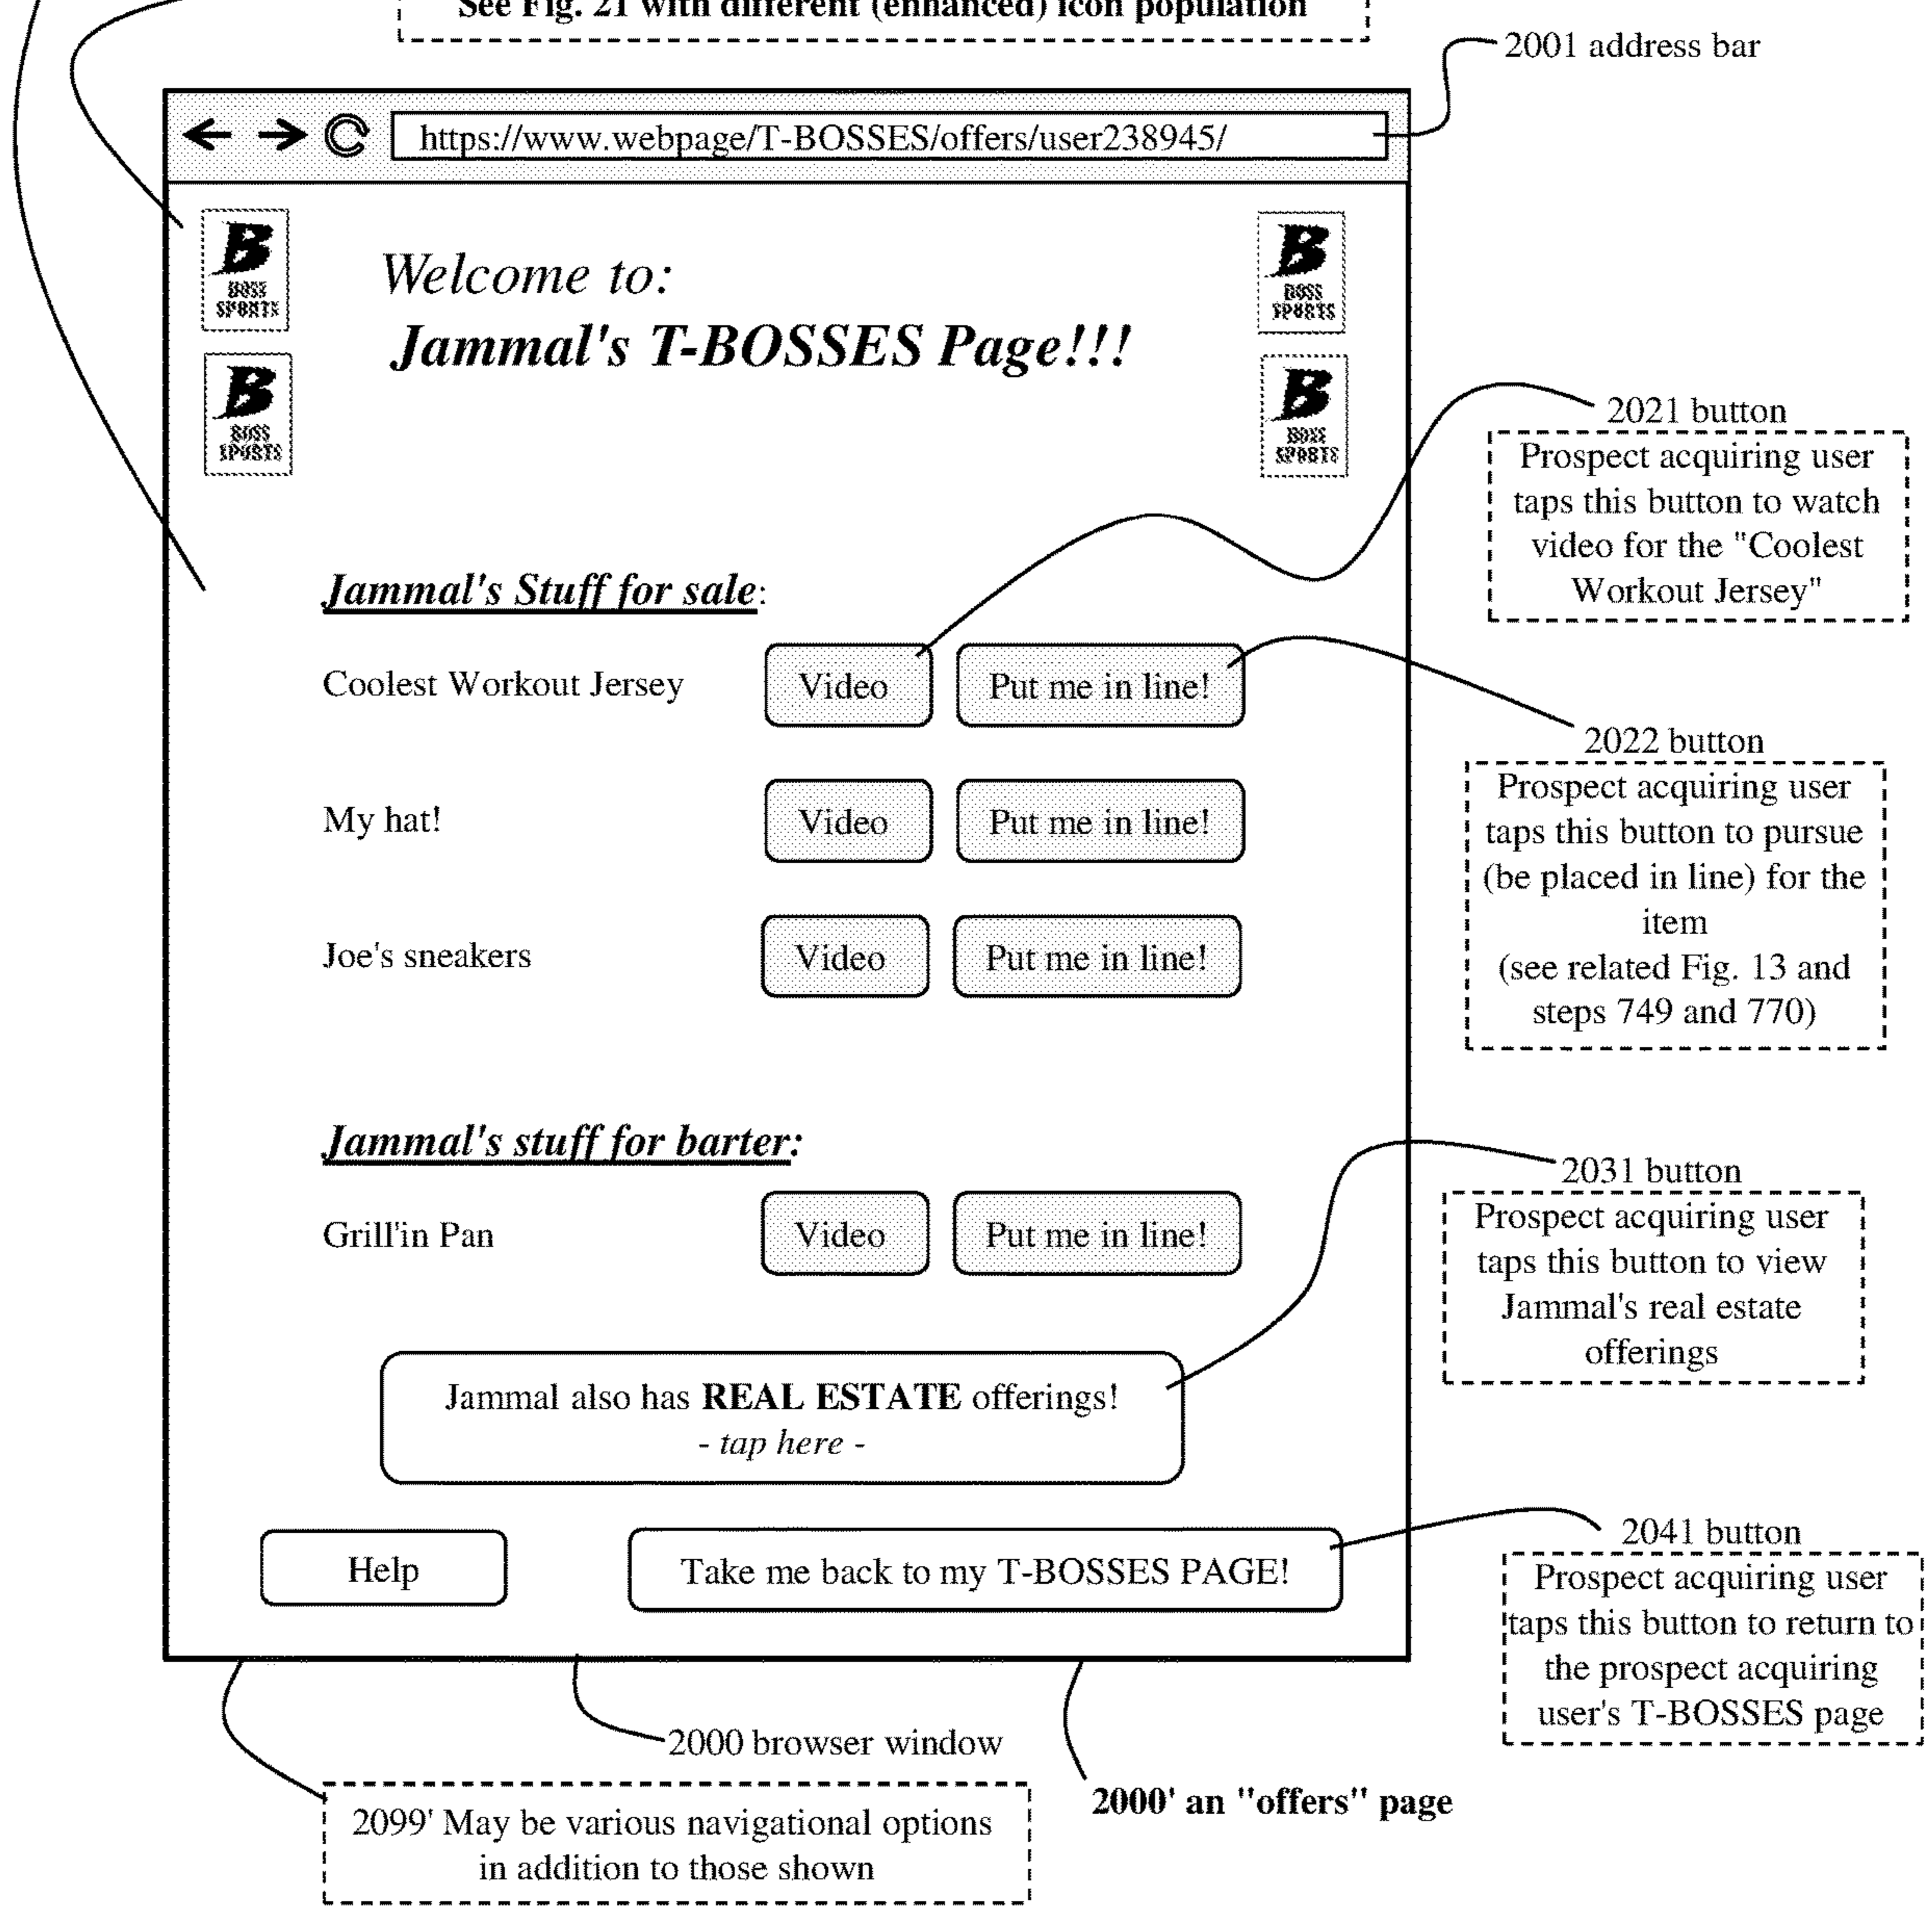 See Fig. 21 with different (enhanced) icon population
2001 address bar
https://www.webpage/T-BOSSES/offers/user238945/
B
BOSS
SPORTS
B
BOSS
SPORTS
Welcome to:
Jammal's T-BOSSES Page!!!
B
BOSS
SPORTS
B
BOSS
SPORTS
2021 button
Prospect acquiring user
taps this button to watch
video for the "Coolest
Workout Jersey"
Jammal's Stuff for sale:
Coolest Workout Jersey
Video
Put me in line!
2022 button
Prospect acquiring user
taps this button to pursue
(be placed in line) for the
item
(see related Fig. 13 and
steps 749 and 770)
My hat!
Video
Put me in line!
Joe's sneakers
Video
Put me in line!
Jammal's stuff for barter:
Grill'in Pan
Video
Put me in line!
2031 button
Prospect acquiring user
taps this button to view
Jammal's real estate
offerings
Jammal also has REAL ESTATE offerings!
- tap here -
Help
Take me back to my T-BOSSES PAGE!
2041 button
Prospect acquiring user
taps this button to return to
the prospect acquiring
user's T-BOSSES page
2000 browser window
2000' an "offers" page
2099' May be various navigational options
in addition to those shown